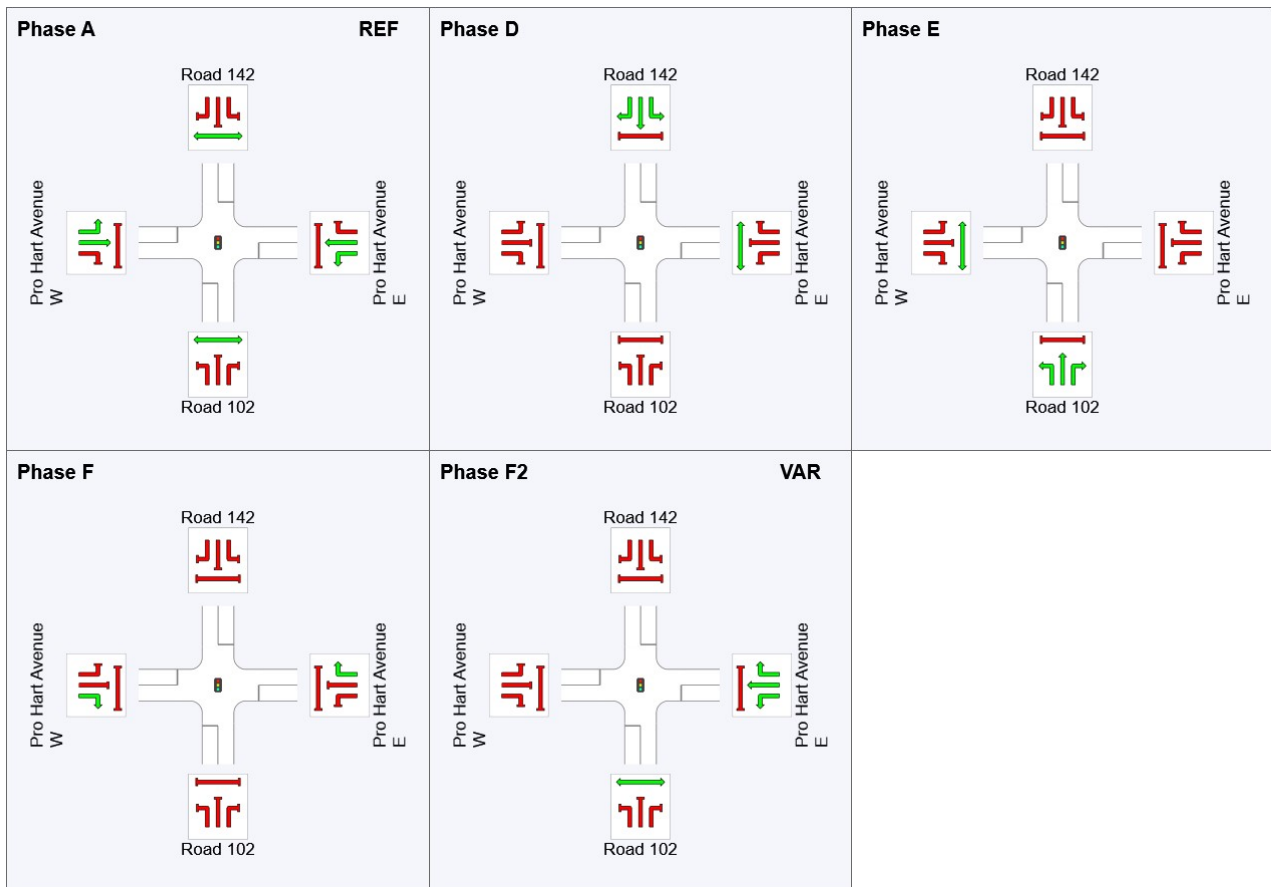 Phase A REF
Road 142
Pro Hart Avenue
W
Pro Hart Avenue
E
Road 102
Phase D
Road 142
Pro Hart Avenue
W
Pro Hart Avenue
E
Road 102
Phase E
Road 142
Pro Hart Avenue
W
Pro Hart Avenue
E
Road 102
Phase F
Road 142
Pro Hart Avenue
W
Pro Hart Avenue
E
Road 102
Phase F2 VAR
Road 142
Pro Hart Avenue
W
Pro Hart Avenue
E
Road 102